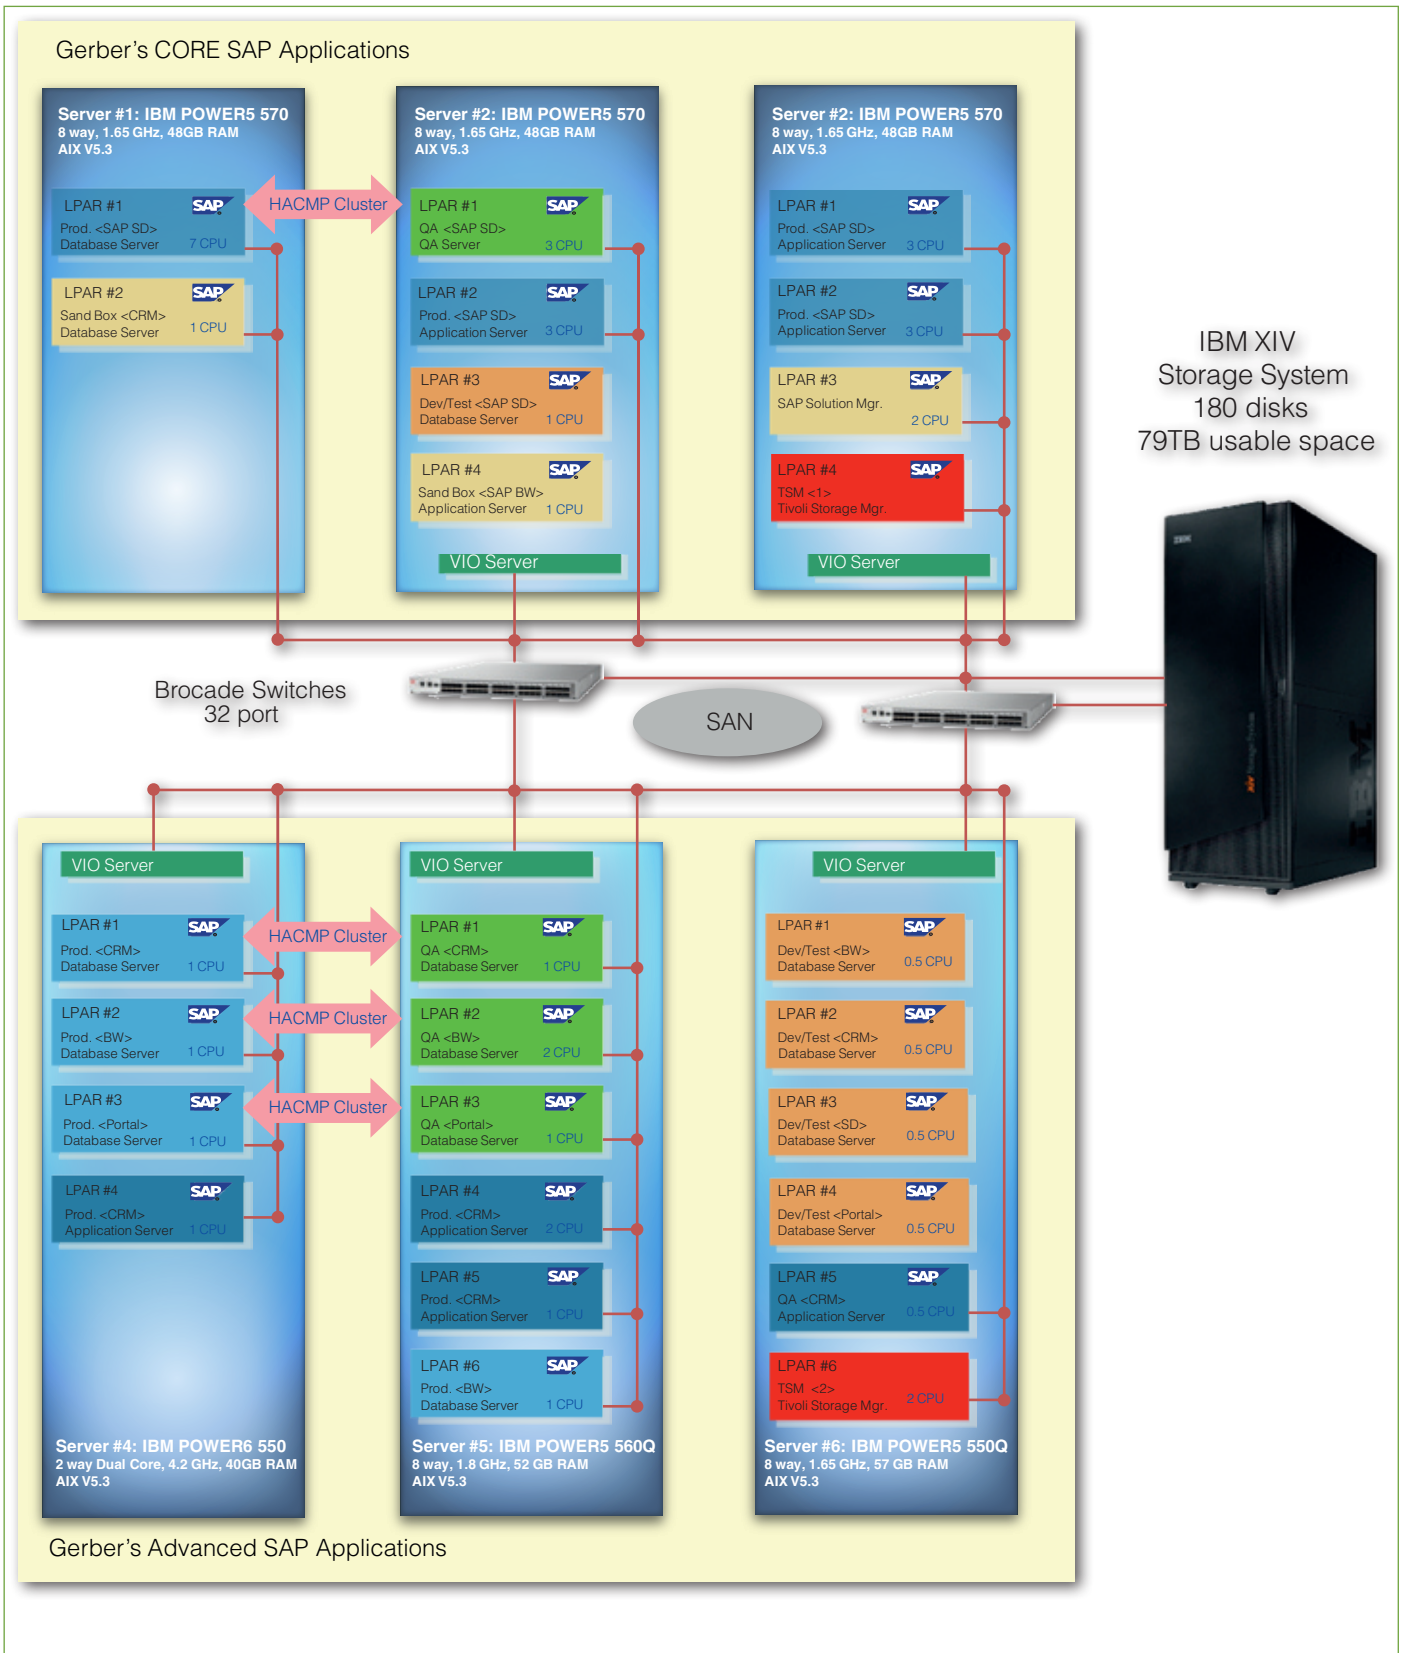 Gerber’s CORE SAP Applications
Server #1: IBM POWER5 570
8 way, 1.65 GHz, 48GB RAM
AIX V5.3
LPAR #1
SAP
Prod. <SAP SD>
Database Server 7 CPU
LPAR #2
SAP
Sand Box <CRM>
Database Server 1 CPU
HACMP Cluster
Server #2: IBM POWER5 570
8 way, 1.65 GHz, 48GB RAM
AIX V5.3
LPAR #1
SAP
QA <SAP SD>
QA Server 3 CPU
LPAR #2
SAP
Prod. <SAP SD>
Application Server 3 CPU
LPAR #3
SAP
Dev/Test <SAP SD>
Database Server 1 CPU
LPAR #4
SAP
Sand Box <SAP BW>
Application Server 1 CPU
VIO Server
Server #2: IBM POWER5 570
8 way, 1.65 GHz, 48GB RAM
AIX V5.3
LPAR #1
SAP
Prod. <SAP SD>
Application Server 3 CPU
LPAR #2
SAP
Prod. <SAP SD>
Application Server 3 CPU
LPAR #3
SAP
SAP Solution Mgr.
2 CPU
LPAR #4
SAP
TSM <1>
Tivoli Storage Mgr.
VIO Server
IBM XIV
Storage System
180 disks
79TB usable space
IBM
XIV
IBM
Brocade Switches
32 port
SAN
VIO Server
LPAR #1
SAP
Prod. <CRM>
Database Server 1 CPU
LPAR #2
SAP
Prod. <BW>
Database Server 1 CPU
LPAR #3
SAP
Prod. <Portal>
Database Server 1 CPU
LPAR #4
SAP
Prod. <CRM>
Application Server 1 CPU
Server #4: IBM POWER6 550
2 way Dual Core, 4.2 GHz, 40GB RAM
AIX V5.3
HACMP Cluster
HACMP Cluster
HACMP Cluster
VIO Server
LPAR #1
SAP
QA <CRM>
Database Server 1 CPU
LPAR #2
SAP
QA <BW>
Database Server 2 CPU
LPAR #3
SAP
QA <Portal>
Database Server 1 CPU
LPAR #4
SAP
Prod. <CRM>
Application Server 2 CPU
LPAR #5
SAP
Prod. <CRM>
Application Server 1 CPU
LPAR #6
SAP
Prod. <BW>
Database Server 1 CPU
Server #5: IBM POWER5 560Q
8 way, 1.8 GHz, 52 GB RAM
AIX V5.3
VIO Server
LPAR #1
SAP
Dev/Test <BW>
Database Server 0.5 CPU
LPAR #2
SAP
Dev/Test <CRM>
Database Server 0.5 CPU
LPAR #3
SAP
Dev/Test <SD>
Database Server 0.5 CPU
LPAR #4
SAP
Dev/Test <Portal>
Database Server 0.5 CPU
LPAR #5
SAP
QA <CRM>
Application Server 0.5 CPU
LPAR #6
TSM <2>
Tivoli Storage Mgr. 2 CPU
Server #6: IBM POWER5 550Q
8 way, 1.65 GHz, 57 GB RAM
AIX V5.3
Gerber’s Advanced SAP Applications